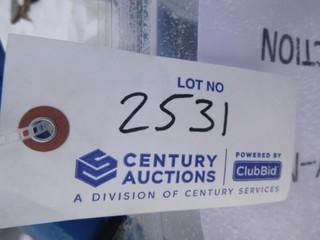 LOT NO
2531
CENTURY AUCTIONS
POWERED BY
ClubBid
A DIVISION OF CENTURY SERVICES